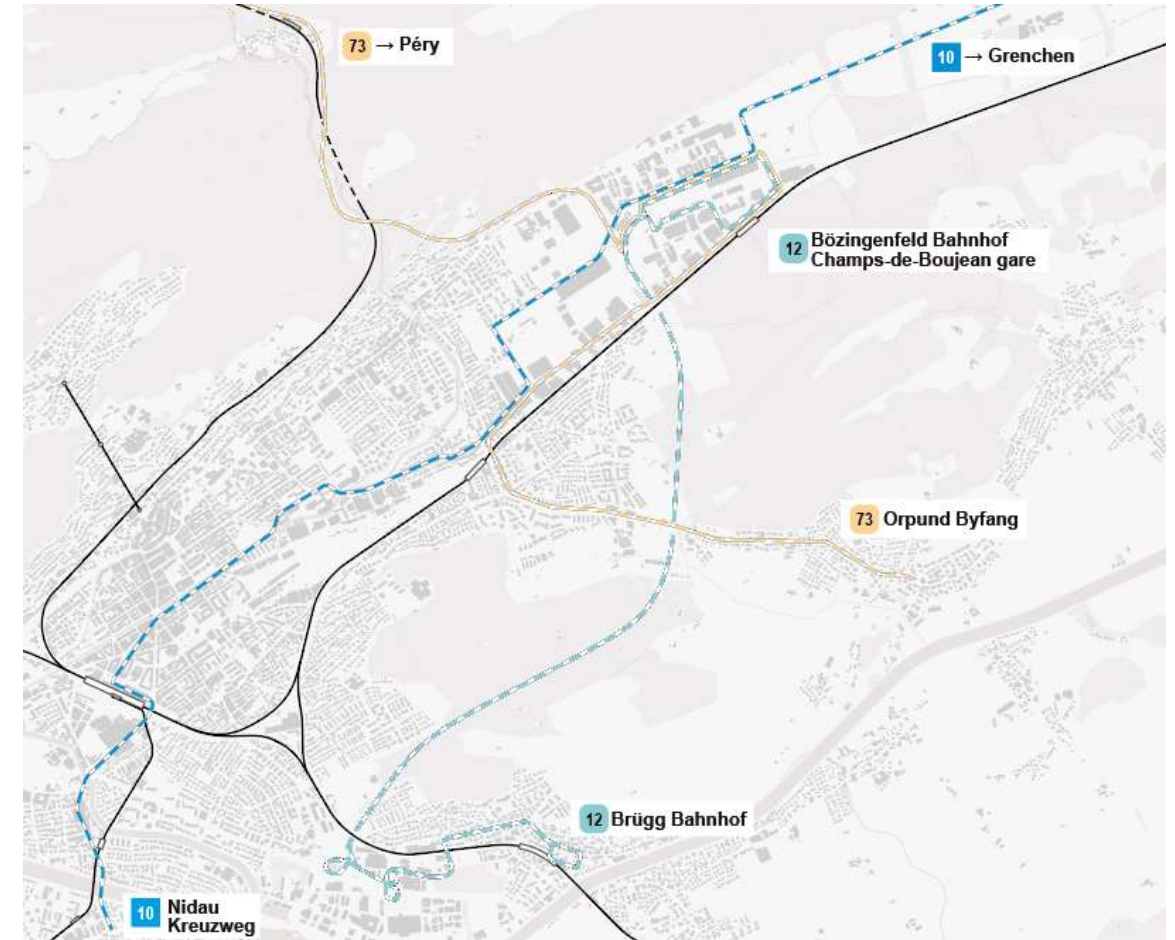 73 → Péry
10 → Grenchen
12 Bözingenfeld Bahnhof
Champs-de-Boujean gare
73 Orpund Byfang
12 Brügg Bahnhof
10 Nidau
Kreuzweg